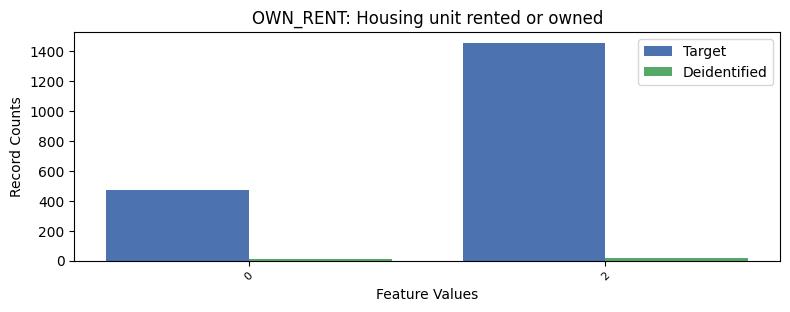 OWN_RENT: Housing unit rented or owned
Target
Deidentified
Record Counts
1400
1200
1000
800
600
400
200
0
0
2
Feature Values